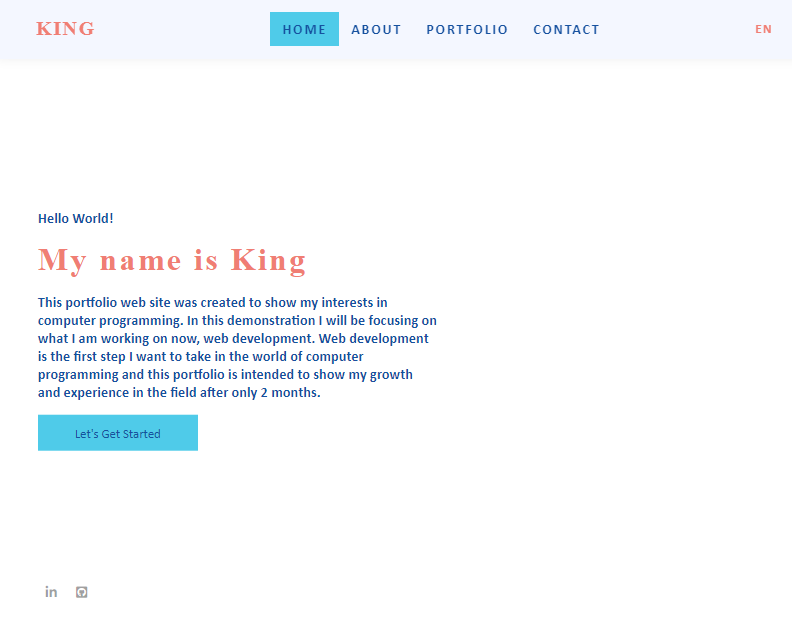 KING
HOME ABOUT PORTFOLIO CONTACT
EN
Hello World!
My name is King
This portfolio web site was created to show my interests in
computer programming. In this demonstration I will be focusing on
what I am working on now, web development. Web development
is the first step I want to take in the world of computer
programming and this portfolio is intended to show my growth
and experience in the field after only 2 months.
Let's Get Started
in